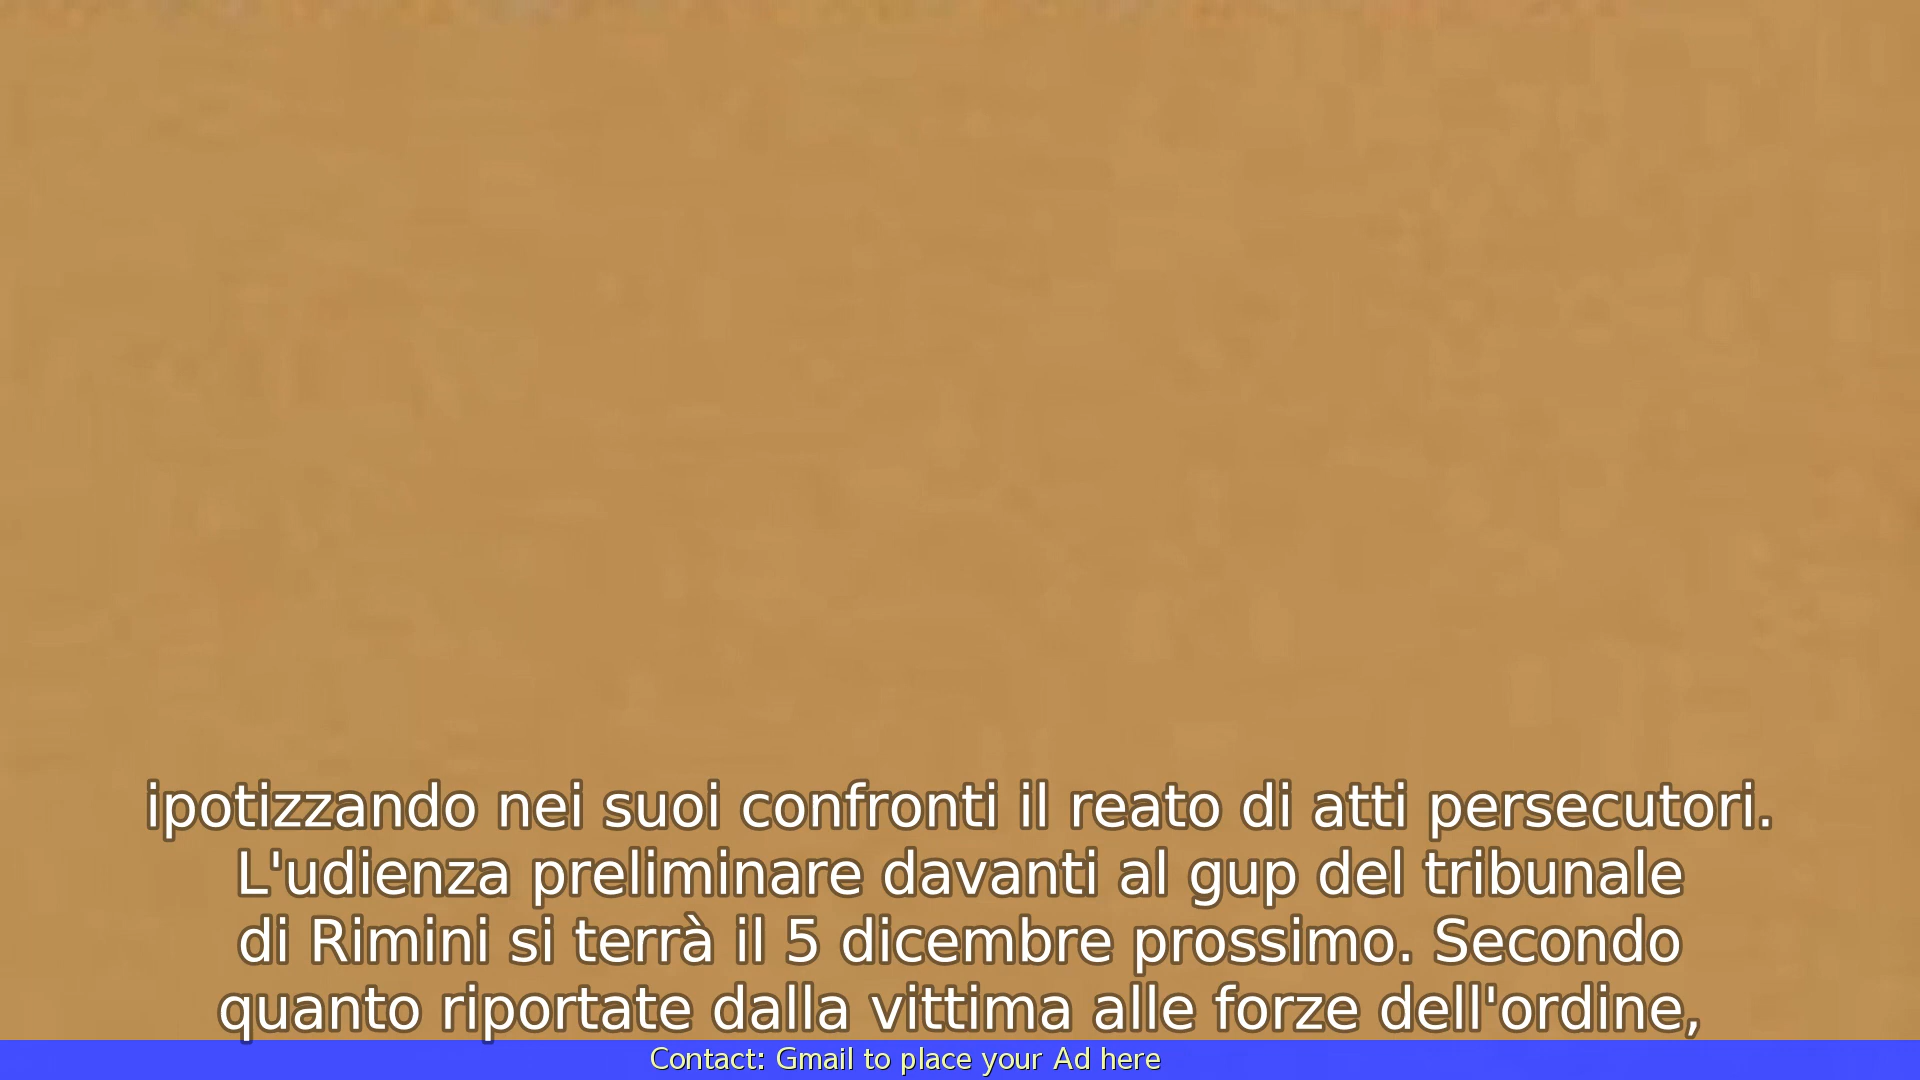 ipotizzando nei suoi confronti il reato di atti persecutori.
L'udienza preliminare davanti al gup del tribunale
di Rimini si terrà il 5 dicembre prossimo. Secondo
quanto riportate dalla vittima alle forze dell'ordine,
Contact: Gmail to place your Ad here